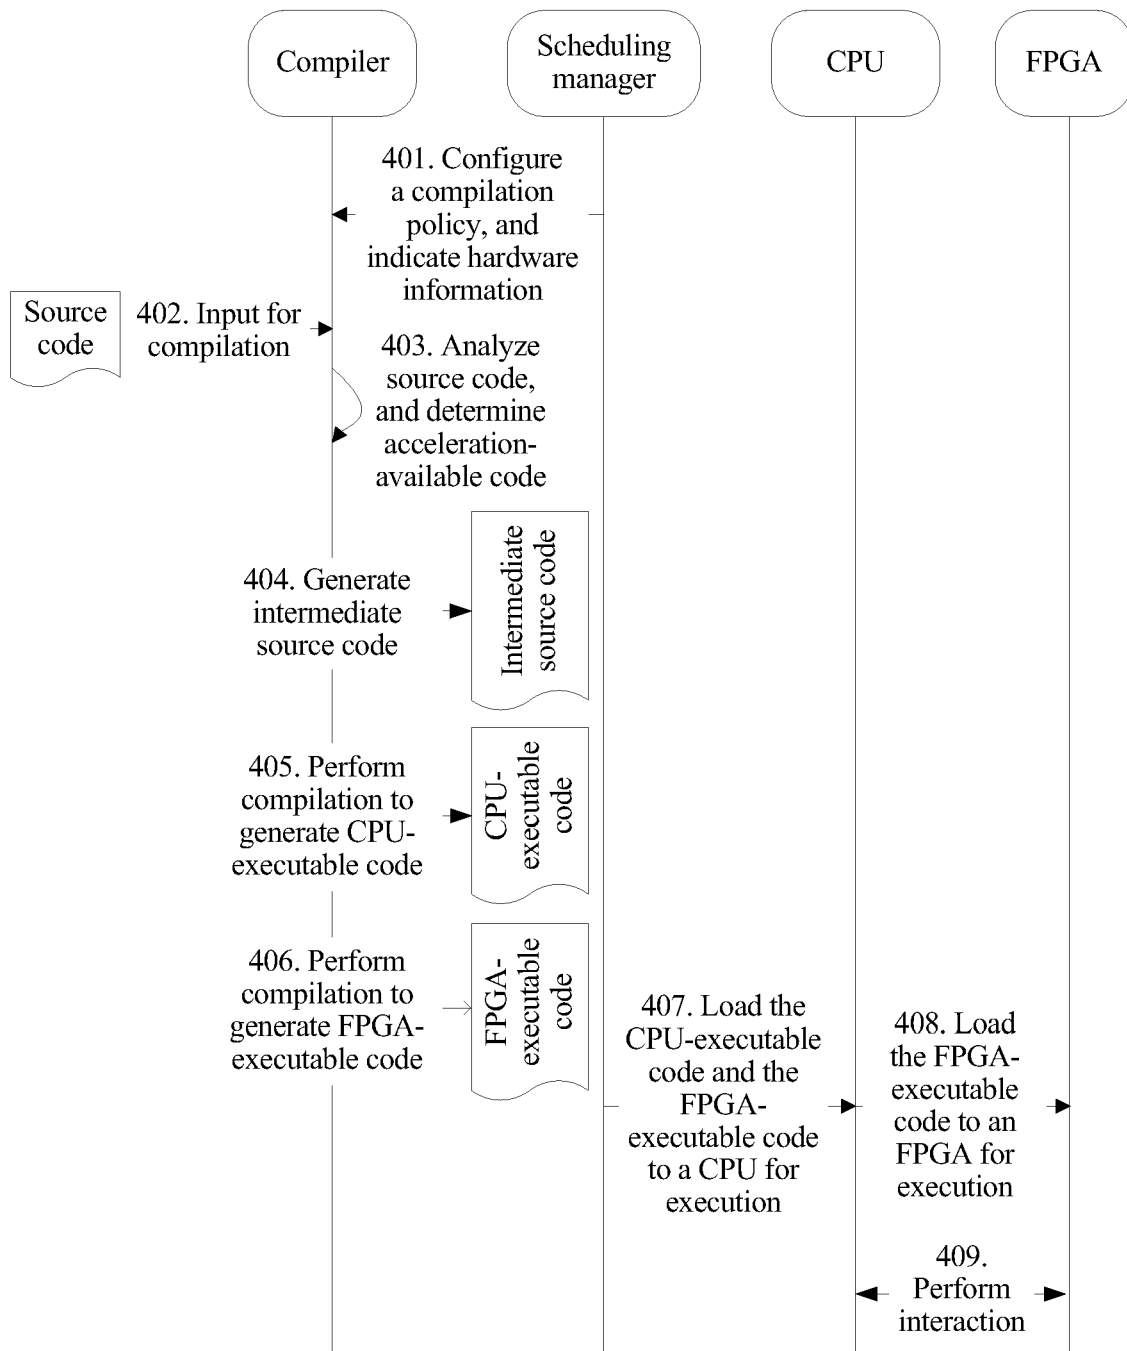 Compiler
Scheduling
manager
CPU
FPGA
401. Configure
a compilation
policy, and
indicate hardware
information
Source
code
402. Input for
compilation
403. Analyze
source code,
and determine
acceleration-
available code
404. Generate
intermediate
source code
Intermediate
source code
405. Perform
compilation to
generate CPU-
executable code
CPU-
executable
code
406. Perform
compilation to
generate FPGA-
executable code
FPGA-
executable
code
407. Load the
CPU-executable
code and the
FPGA-
executable code
to a CPU for
execution
408. Load
the FPGA-
executable
code to an
FPGA for
execution
409.
Perform
interaction